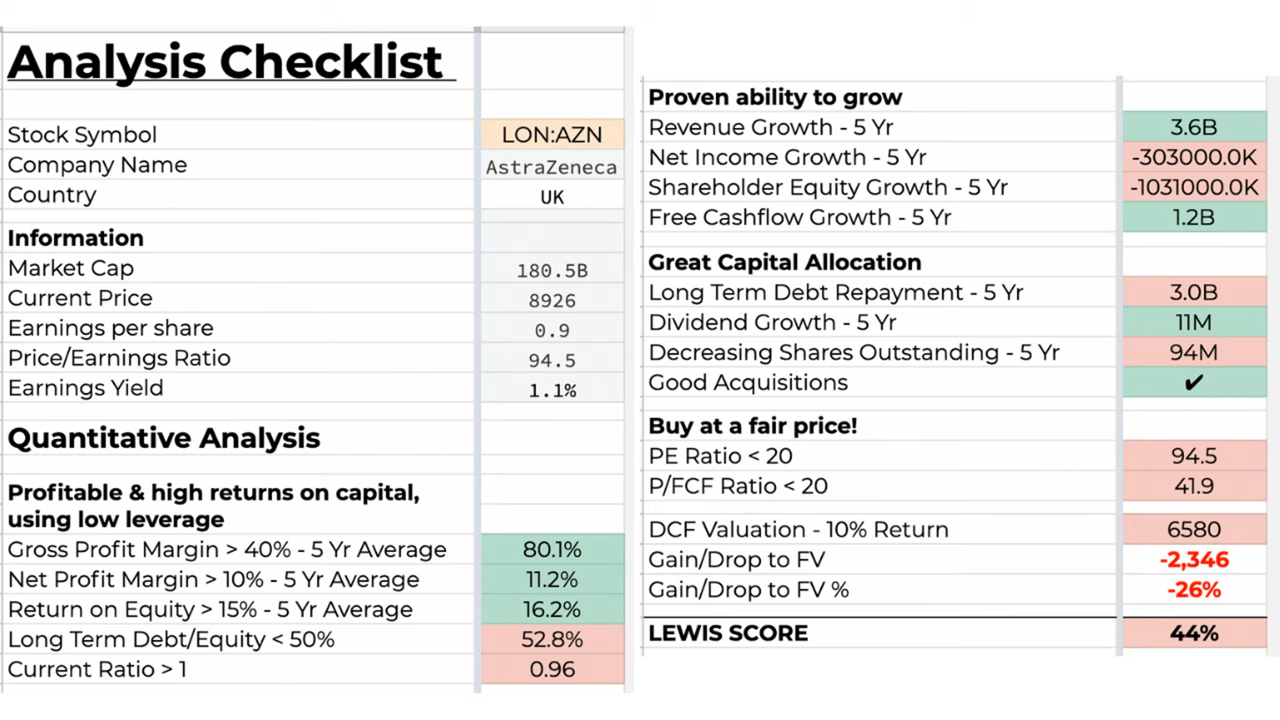 Analysis Checklist
Stock Symbol LON:AZN
Company Name AstraZeneca
Country UK
Information
Market Cap 180.5B
Current Price 8926
Earnings per share 0.9
Price/Earnings Ratio 94.5
Earnings Yield 1.1%
Quantitative Analysis
Profitable & high returns on capital,
using low leverage
Gross Profit Margin > 40% - 5 Yr Average 80.1%
Net Profit Margin > 10% - 5 Yr Average 11.2%
Return on Equity > 15% - 5 Yr Average 16.2%
Long Term Debt/Equity < 50% 52.8%
Current Ratio > 1 0.96
Proven ability to grow
Revenue Growth - 5 Yr 3.6B
Net Income Growth - 5 Yr -303000.0K
Shareholder Equity Growth - 5 Yr -1031000.0K
Free Cashflow Growth - 5 Yr 1.2B
Great Capital Allocation
Long Term Debt Repayment - 5 Yr 3.0B
Dividend Growth - 5 Yr 11M
Decreasing Shares Outstanding - 5 Yr 94M
Good Acquisitions ✔
Buy at a fair price!
PE Ratio < 20 94.5
P/FCF Ratio < 20 41.9
DCF Valuation - 10% Return 6580
Gain/Drop to FV -2,346
Gain/Drop to FV % -26%
LEWIS SCORE 44%